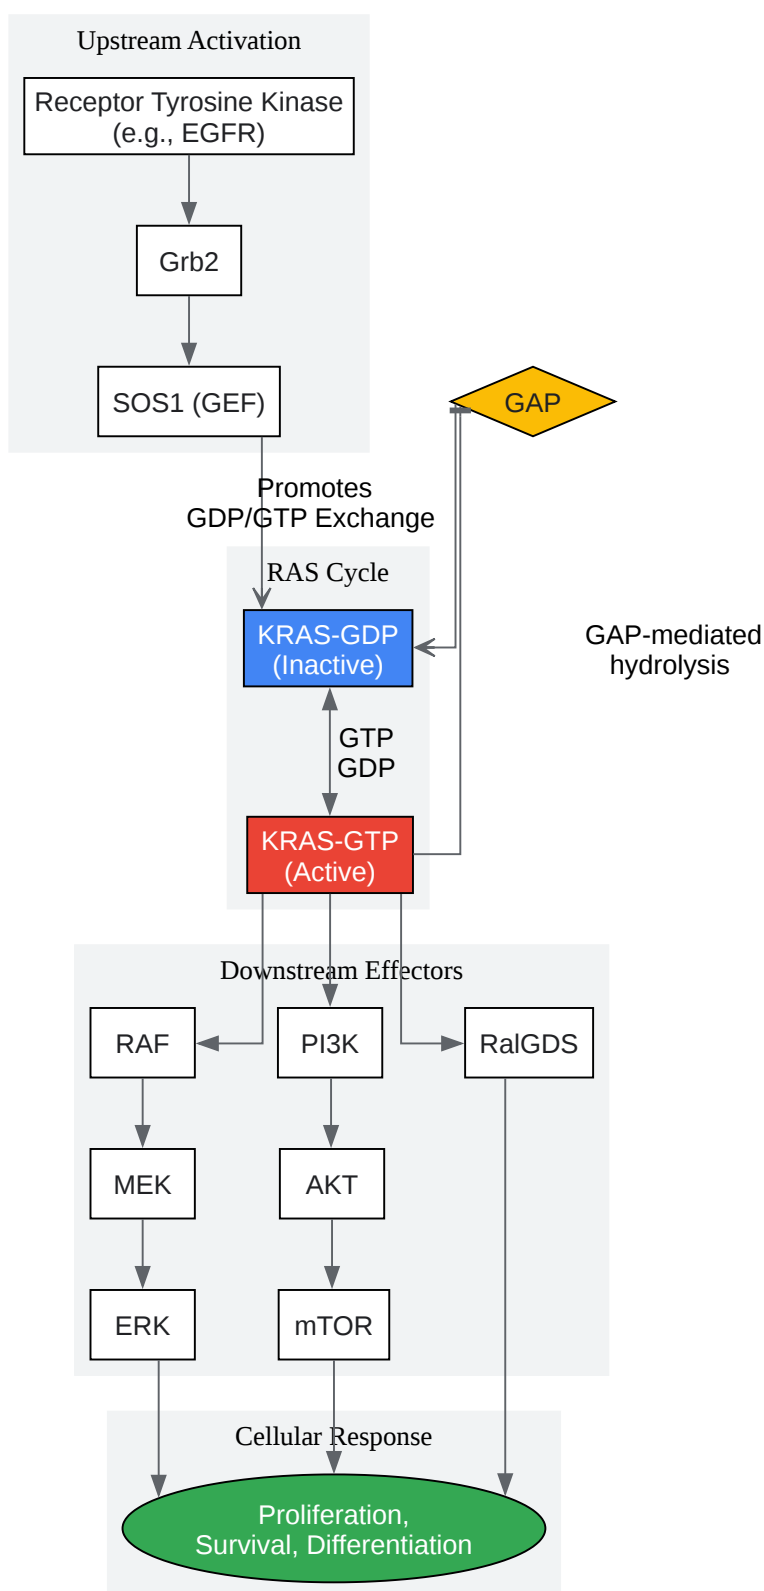 Upstream Activation
Receptor Tyrosine Kinase
(e.g., EGFR)
Grb2
SOS1 (GEF)
GAP
Promotes
GDP/GTP Exchange
RAS Cycle
KRAS-GDP
(Inactive)
GAP-mediated
hydrolysis
GTP
GDP
KRAS-GTP
(Active)
Downstream Effectors
RAF
PI3K
RalGDS
MEK
AKT
ERK
mTOR
Cellular Response
Proliferation,
Survival, Differentiation